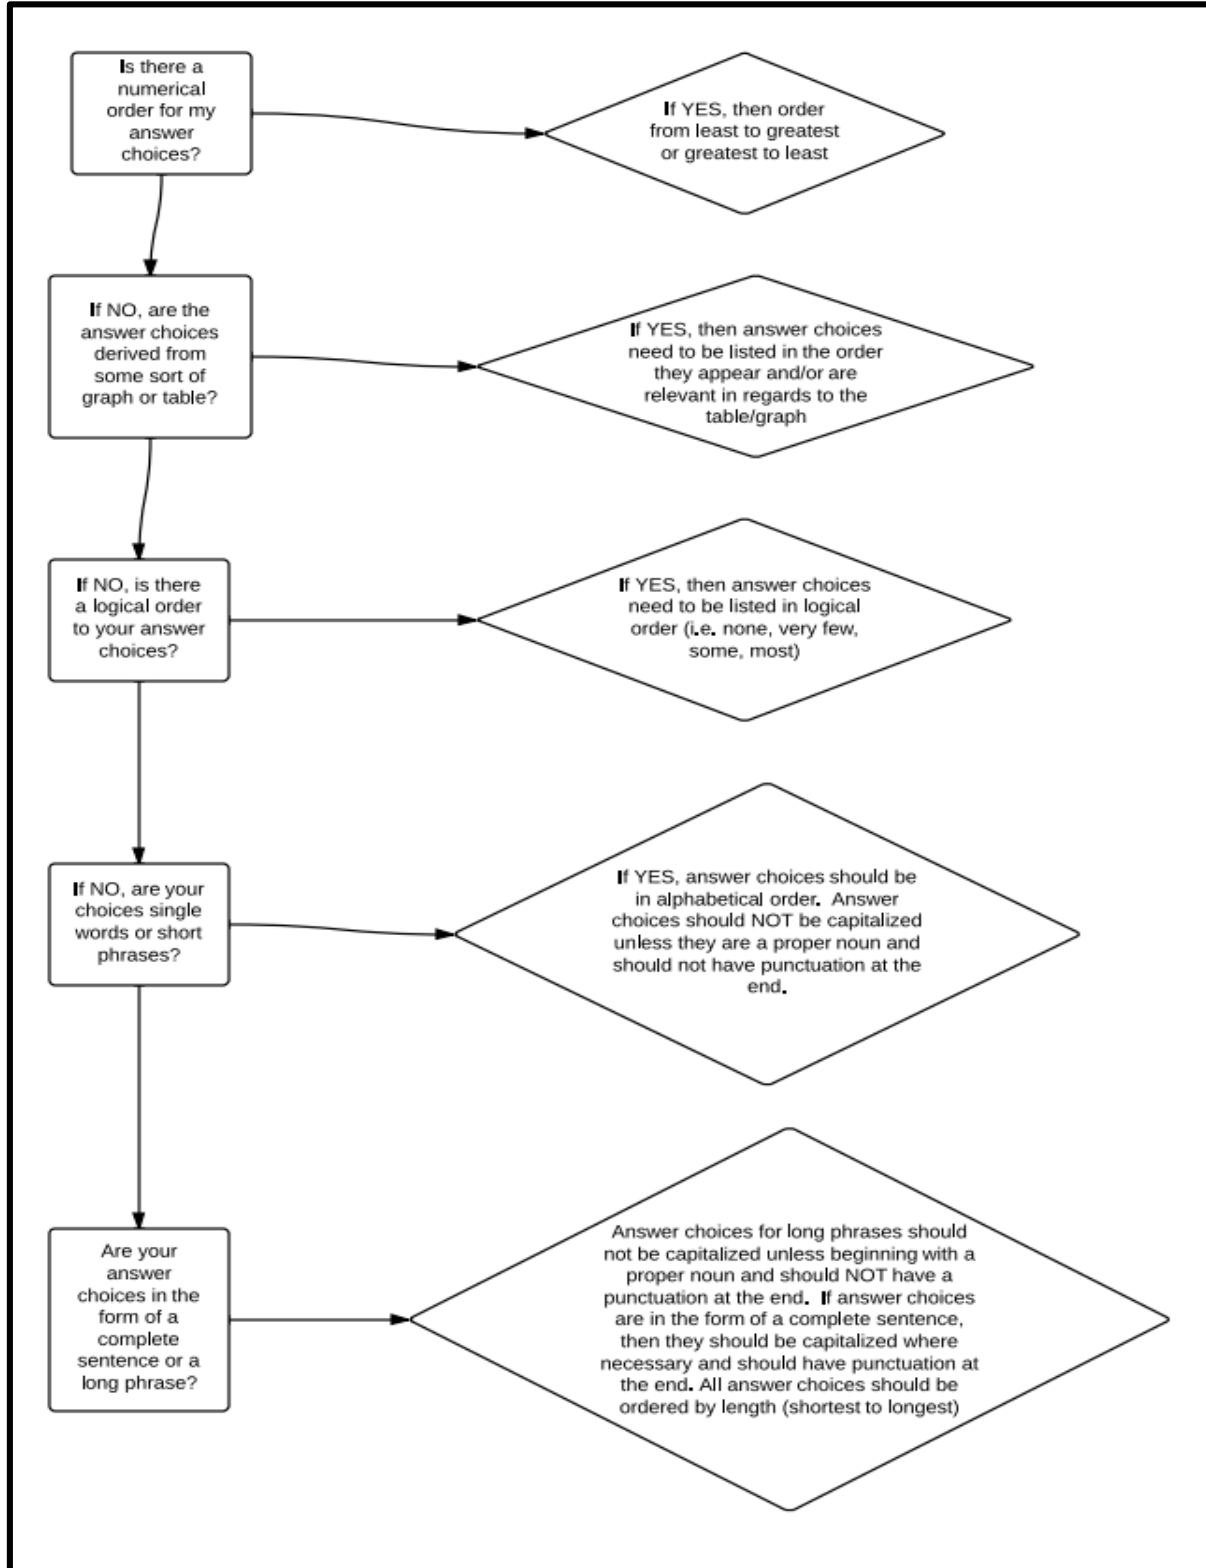 Is there a
numerical
order for my
answer
choices?
If YES, then order
from least to greatest
or greatest to least
If NO, are the
answer choices
derived from
some sort of
graph or table?
If YES, then answer choices
need to be listed in the order
they appear and/or are
relevant in regards to the
table/graph
If NO, is there
a logical order
to your answer
choices?
If YES, then answer choices
need to be listed in logical
order (i.e. none, very few,
some, most)
If NO, are your
choices single
words or short
phrases?
If YES, answer choices should be
in alphabetical order. Answer
choices should NOT be capitalized
unless they are a proper noun and
should not have punctuation at the
end.
Are your
answer
choices in the
form of a
complete
sentence or a
long phrase?
Answer choices for long phrases should
not be capitalized unless beginning with a
proper noun and should NOT have a
punctuation at the end. If answer choices
are in the form of a complete sentence,
then they should be capitalized where
necessary and should have punctuation at
the end. All answer choices should be
ordered by length (shortest to longest)